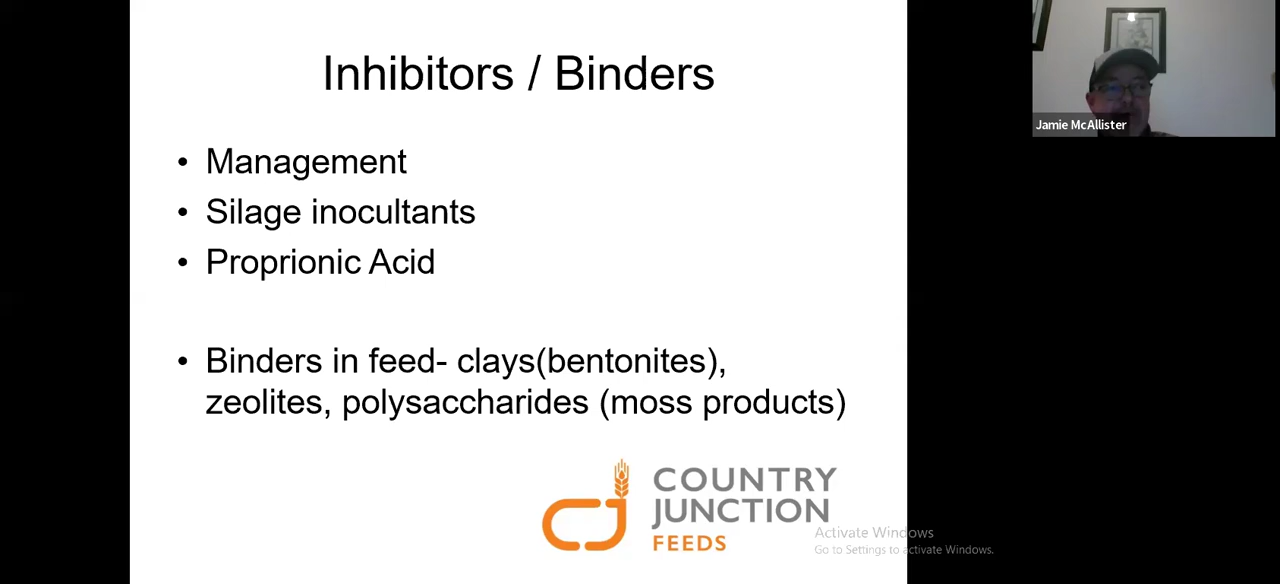 Inhibitors / Binders
• Management
• Silage inocultants
• Proprionic Acid
• Binders in feed- clays(bentonites),
zeolites, polysaccharides (moss products)
COUNTRY
JUNCTION
FEEDS
Jamie McAllister
Activate Windows
Go to Settings to activate Windows.